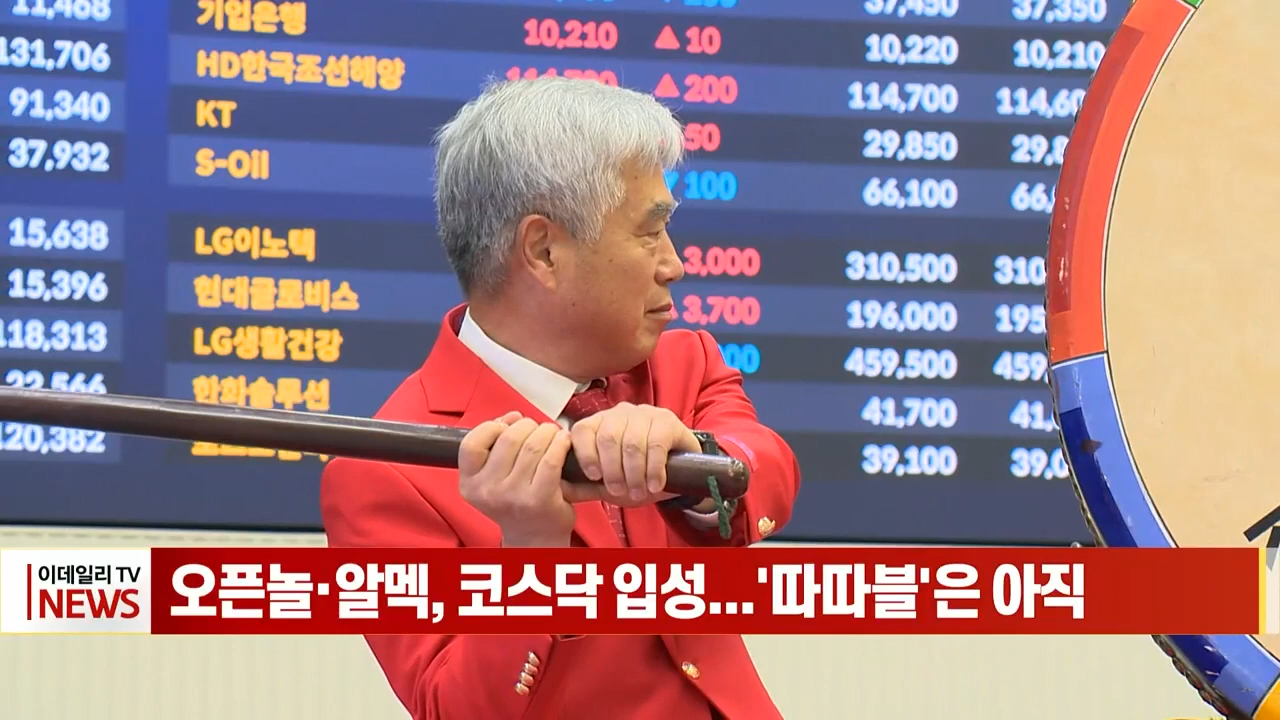 11,468
기업은행 10,210 ▲10 10,220 10,210
131,706 HD한국조선해양 ▲200 114,700
91,340 KT 50 29,850
37,932 S-Oil 100 66,100
15,638 LG이노텍 3,000 310,500
15,396 현대글로비스 3,700 196,000
118,313 LG생활건강 459,500
22,566 한화솔루션 41,700
120,382 39,100
37,450 37,350
이데일리 TV
NEWS
오픈놀·알멕, 코스닥 입성...'따따블'은 아직